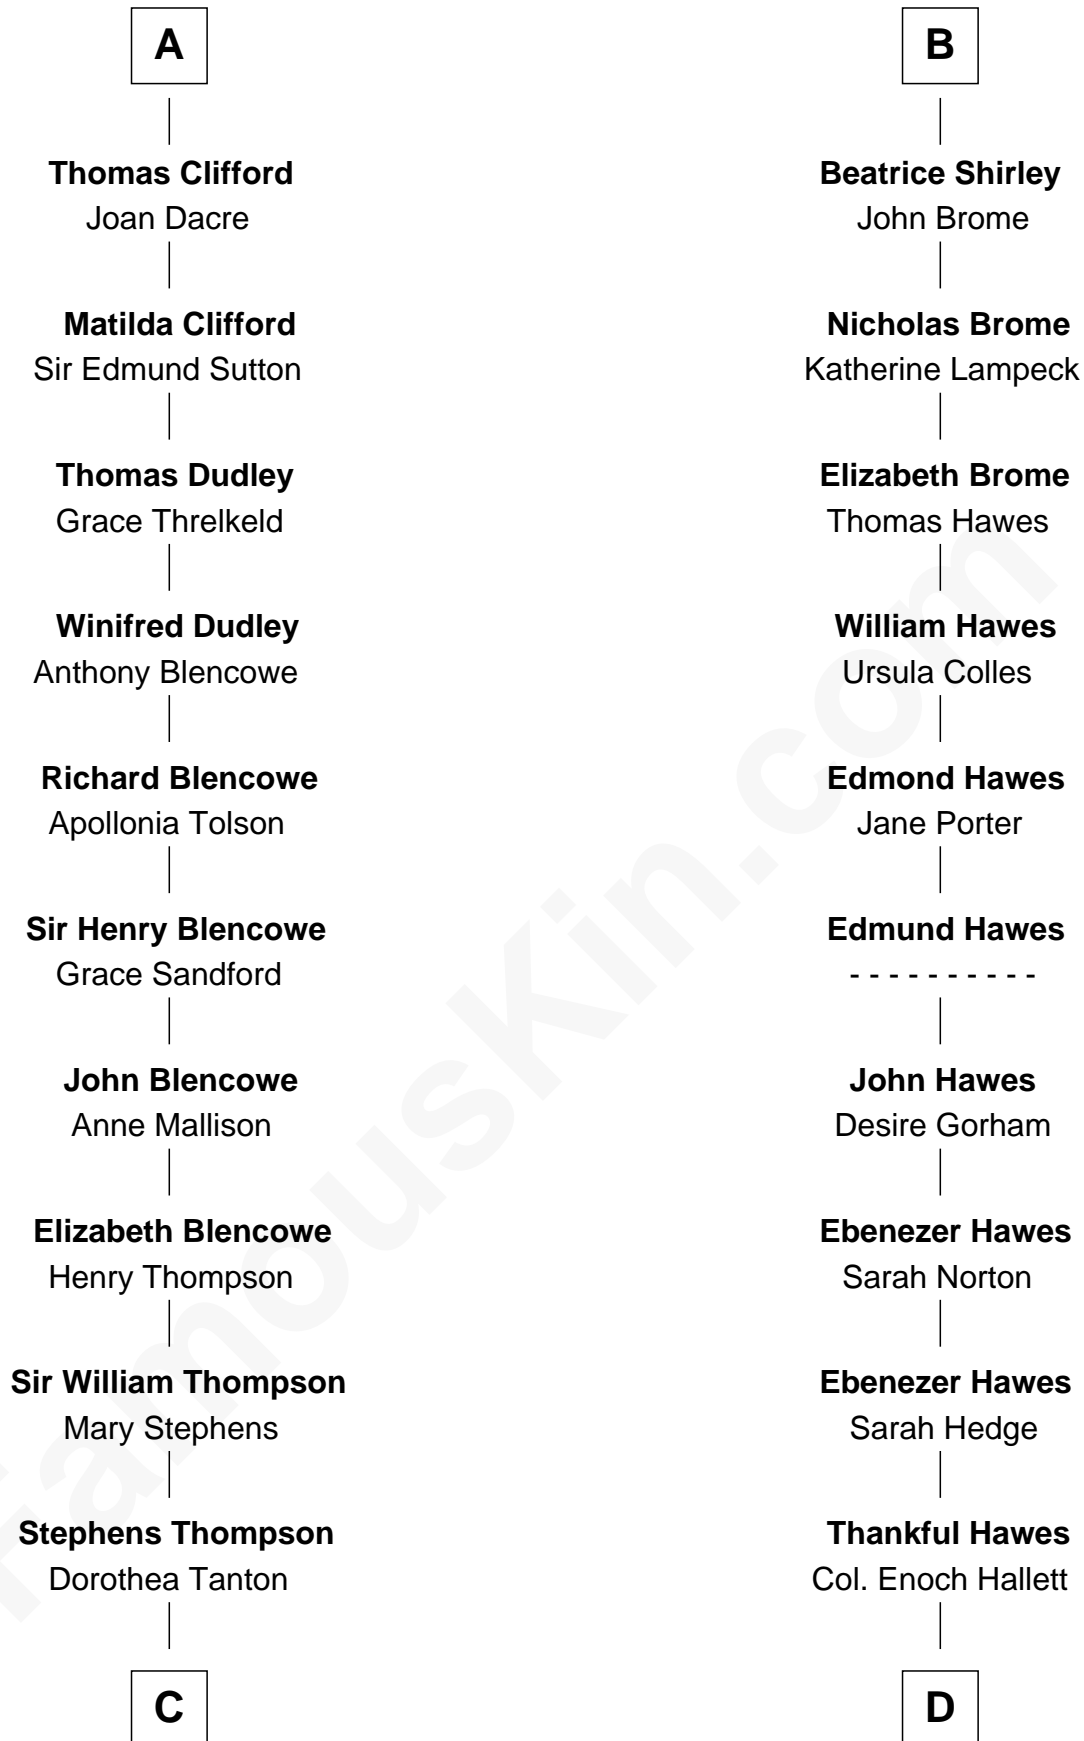 A
Thomas Clifford
Joan Dacre
Matilda Clifford
Sir Edmund Sutton
Thomas Dudley
Grace Threlkeld
Winifred Dudley
Anthony Blencowe
Richard Blencowe
Apollonia Tolson
Sir Henry Blencowe
Grace Sandford
John Blencowe
Anne Mallison
Elizabeth Blencowe
Henry Thompson
Sir William Thompson
Mary Stephens
Stephens Thompson
Dorothea Tanton
C
B
Beatrice Shirley
John Brome
Nicholas Brome
Katherine Lampeck
Elizabeth Brome
Thomas Hawes
William Hawes
Ursula Colles
Edmond Hawes
Jane Porter
Edmund Hawes
- - - - - - - - - -
John Hawes
Desire Gorham
Ebenezer Hawes
Sarah Norton
Ebenezer Hawes
Sarah Hedge
Thankful Hawes
Col. Enoch Hallett
D
FamousKin.com